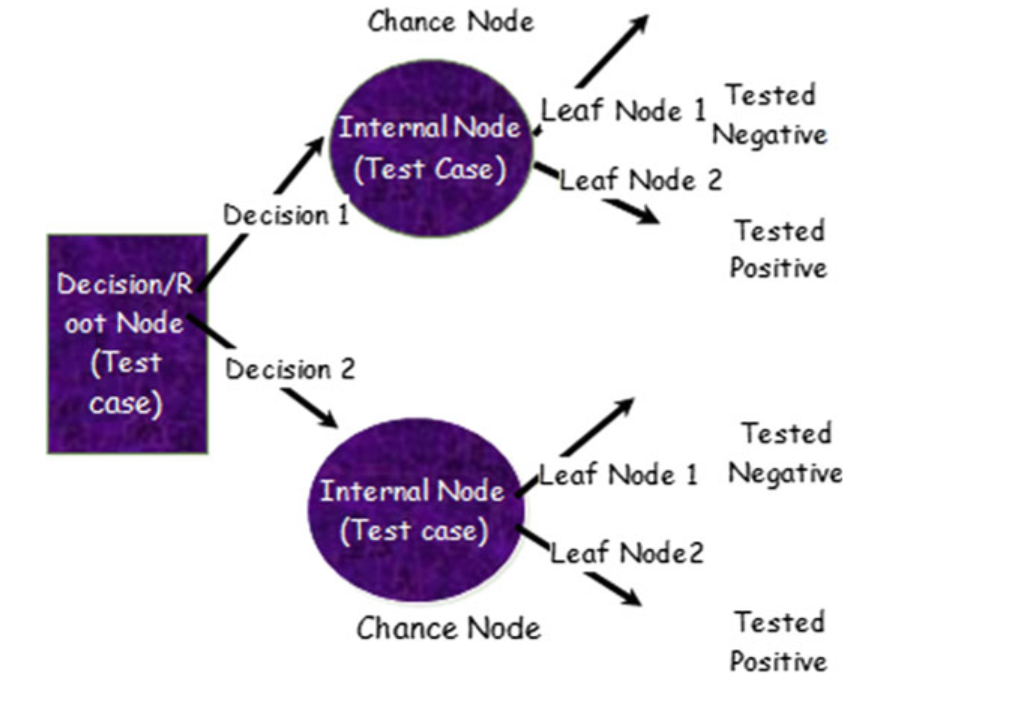 Chance Node
Internal Node
(Test Case)
Leaf Node 1
Tested
Negative
Leaf Node 2
Tested
Positive
Decision 1
Decision/R
oot Node
(Test
case)
Decision 2
Internal Node
(Test case)
Leaf Node 1
Tested
Negative
Leaf Node2
Tested
Positive
Chance Node